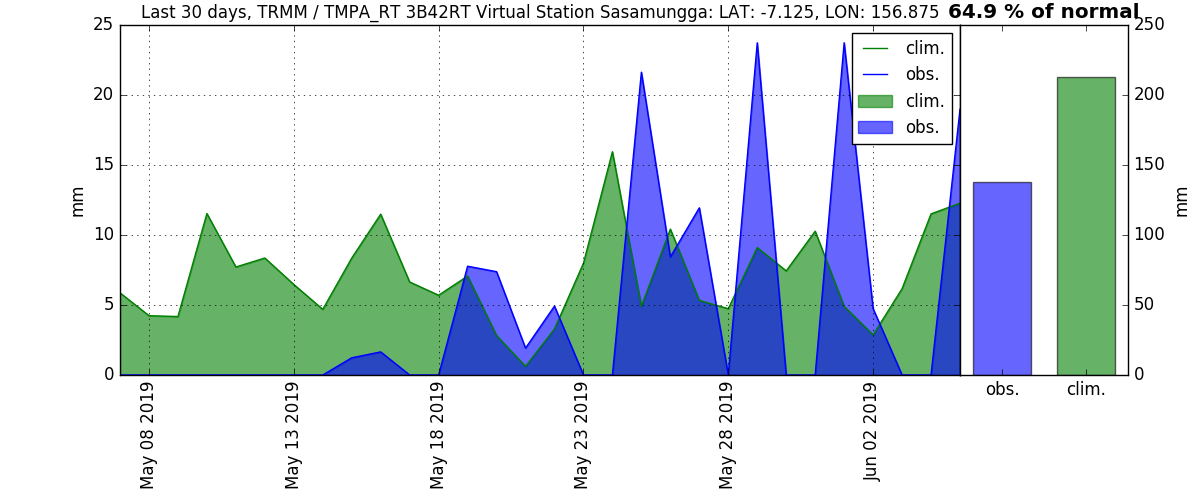 Last 30 days, TRMM / TMPA_RT 3B42RT Virtual Station Sasamungga: LAT: -7.125, LON: 156.875
64.9 % of normal
mm
25
20
15
10
5
0
clim.
obs.
clim.
obs.
250
200
150
100
50
0
mm
May 08 2019
May 13 2019
May 18 2019
May 23 2019
May 28 2019
Jun 02 2019
obs.
clim.